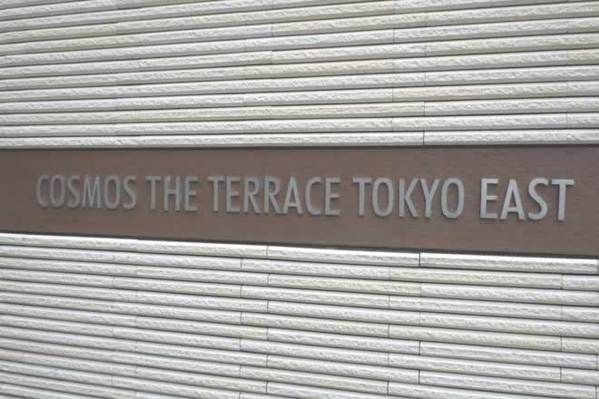 COSMOS THE TERRACE TOKYO EAST